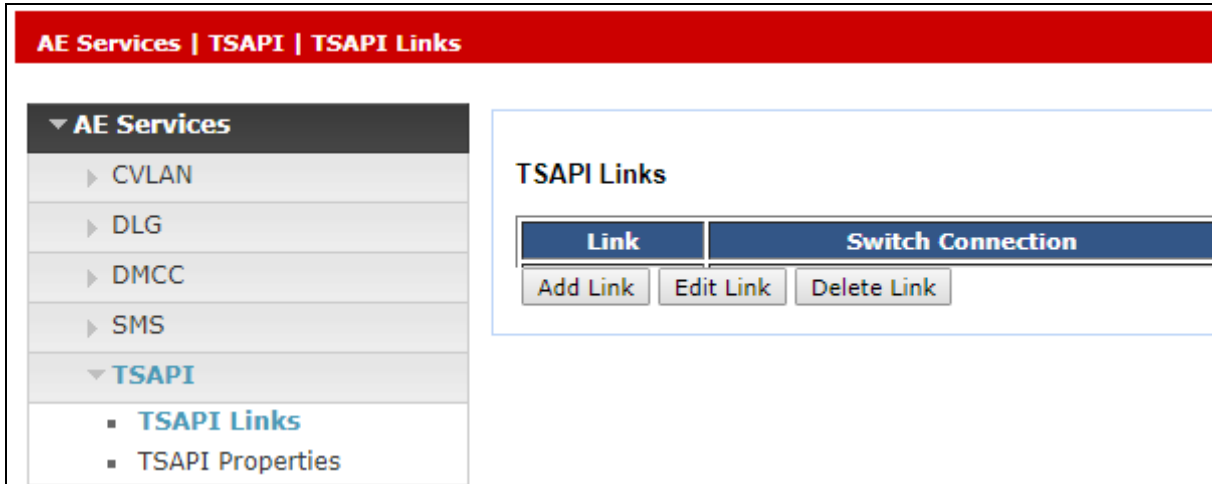 AE Services | TSAPI | TSAPI Links
AE Services
CVLAN
DLG
DMCC
SMS
TSAPI
TSAPI Links
TSAPI Properties
TSAPI Links
Link Switch Connection
Add Link Edit Link Delete Link